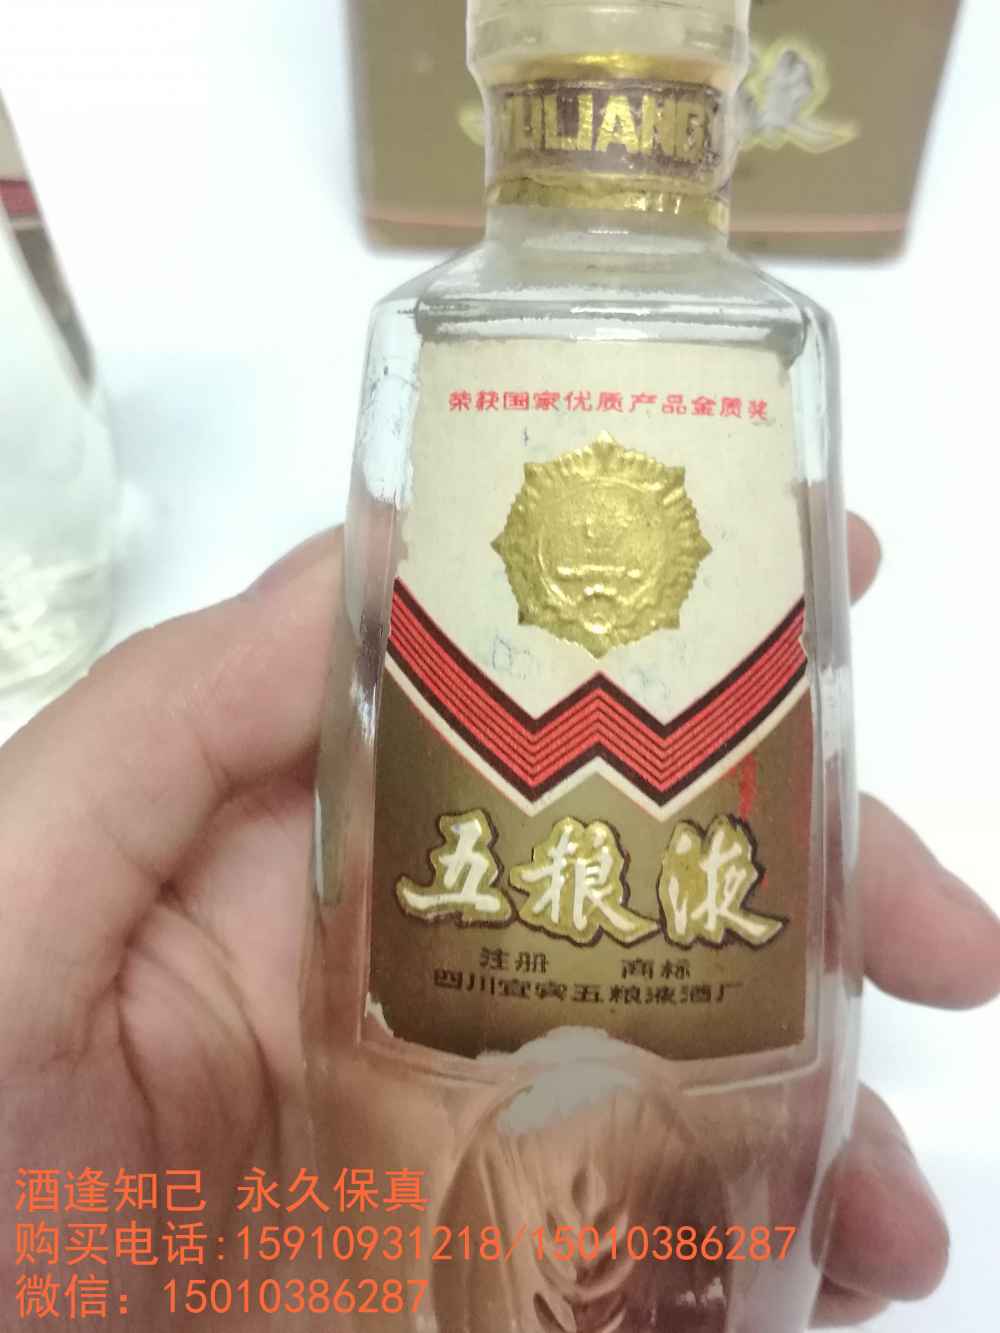 ULIANG
荣获国家优质产品金质奖
五粮液
注册 商标
四川宜宾五粮液酒厂
酒逢知己 永久保真
购买电话:15910931218/15010386287
微信：15010386287